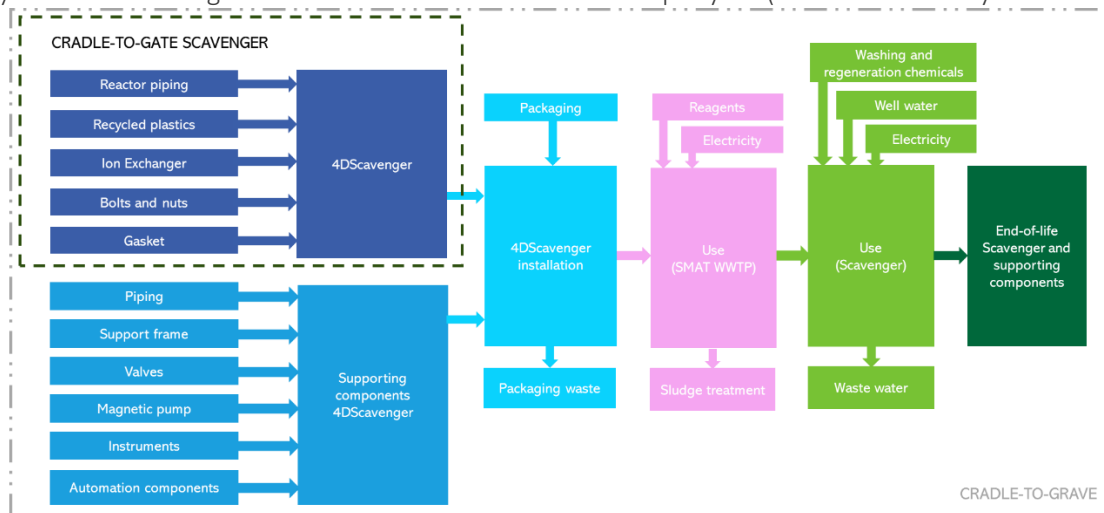 CRADLE-TO-GATE SCAVENGER
Reactor piping
Recycled plastics
Ion Exchanger
Bolts and nuts
Gasket
4DScavenger
Piping
Support frame
Valves
Magnetic pump
Instruments
Automation components
Supporting
components
4DScavenger
Packaging
4DScavenger
installation
Packaging waste
Reagents
Electricity
Use
(SMAT WWTP)
Sludge treatment
Washing and
regeneration chemicals
Well water
Electricity
Use
(Scavenger)
Waste water
End-of-life
Scavenger and
supporting
components
CRADLE-TO-GRAVE